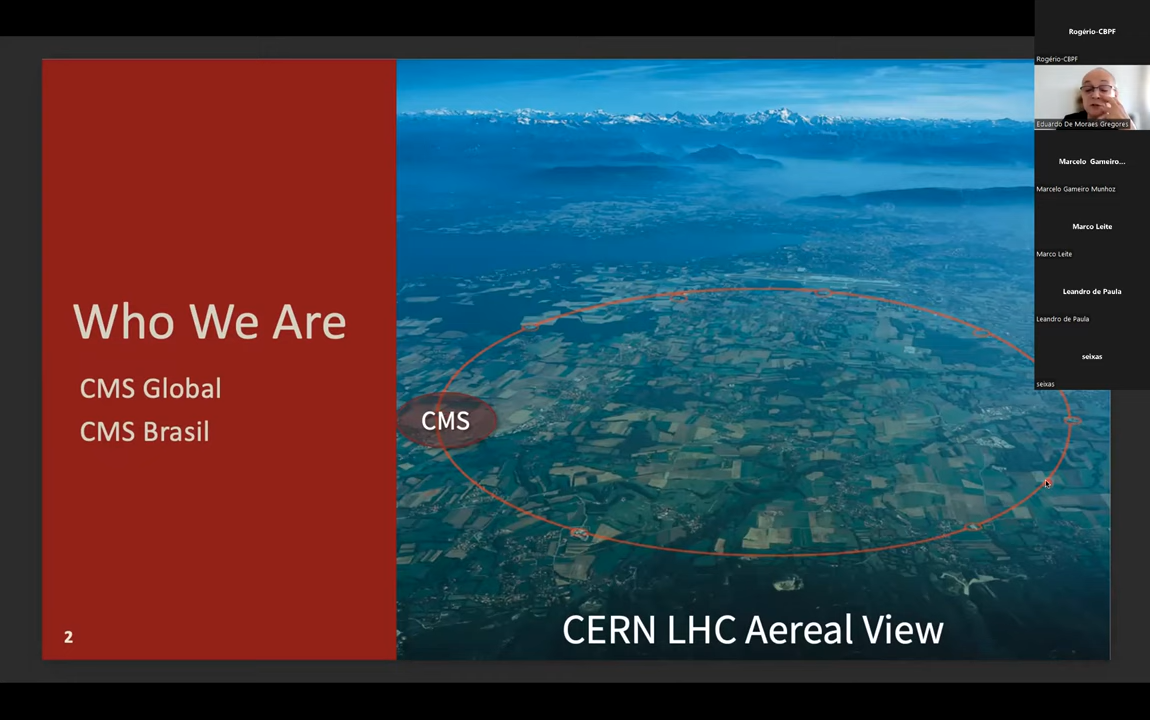 Who We Are
CMS Global
CMS Brasil
2
CMS
CERN LHC Aereal View
Rogério-CBPF
Rogério-CBPF
Eduardo De Moraes Gregores
Marcelo Gameiro...
Marcelo Gameiro Munhoz
Marco Leite
Marco Leite
Leandro de Paula
Leandro de Paula
seixas
seixas